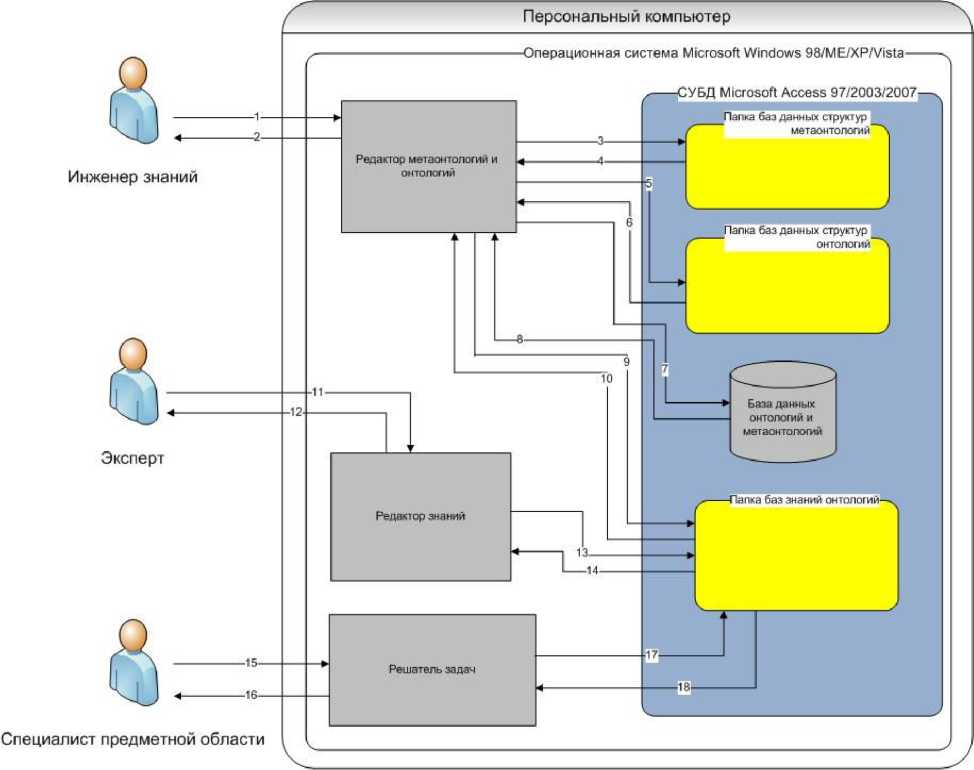 Персональный компьютер
Операционная система Microsoft Windows 98/ME/XP/Vista
СУБД Microsoft Access 97/2003/2007
Папка баз данных структур
метаонтологий
1
2
3
4
Редактор метаонтологий и
онтологий
Инженер знаний
5
6
Папка баз данных структур
онтологий
8
9
7
10
База данных
онтологий и
метаонтологий
11
12
Эксперт
Папка баз знаний онтологий
Редактор знаний
13
14
15
16
Решатель задач
17
18
Специалист предметной области